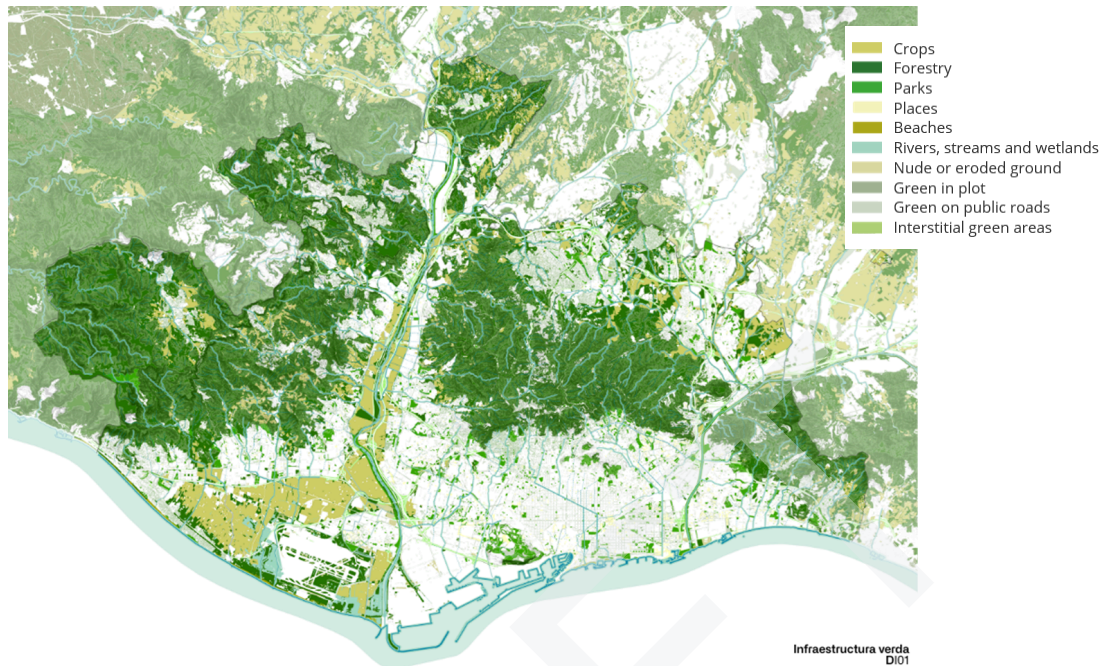 Crops
Forestry
Parks
Places
Beaches
Rivers, streams and wetlands
Nude or eroded ground
Green in plot
Green on public roads
Interstitial green areas
Infraestructura verda
DI01